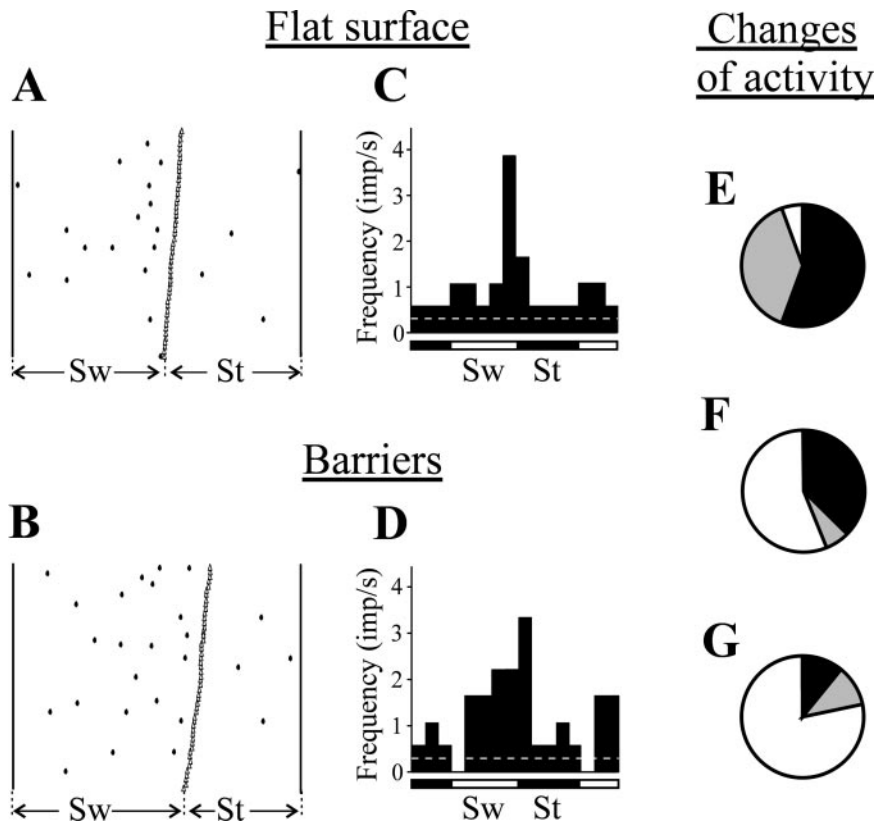 Flat surface
Changes
of activity
A
C
Frequency (imp/s)
4
3
2
1
0
Sw
St
Sw
St
E
F
G
Barriers
B
D
Frequency (imp/s)
4
3
2
1
0
Sw
St
Sw
St